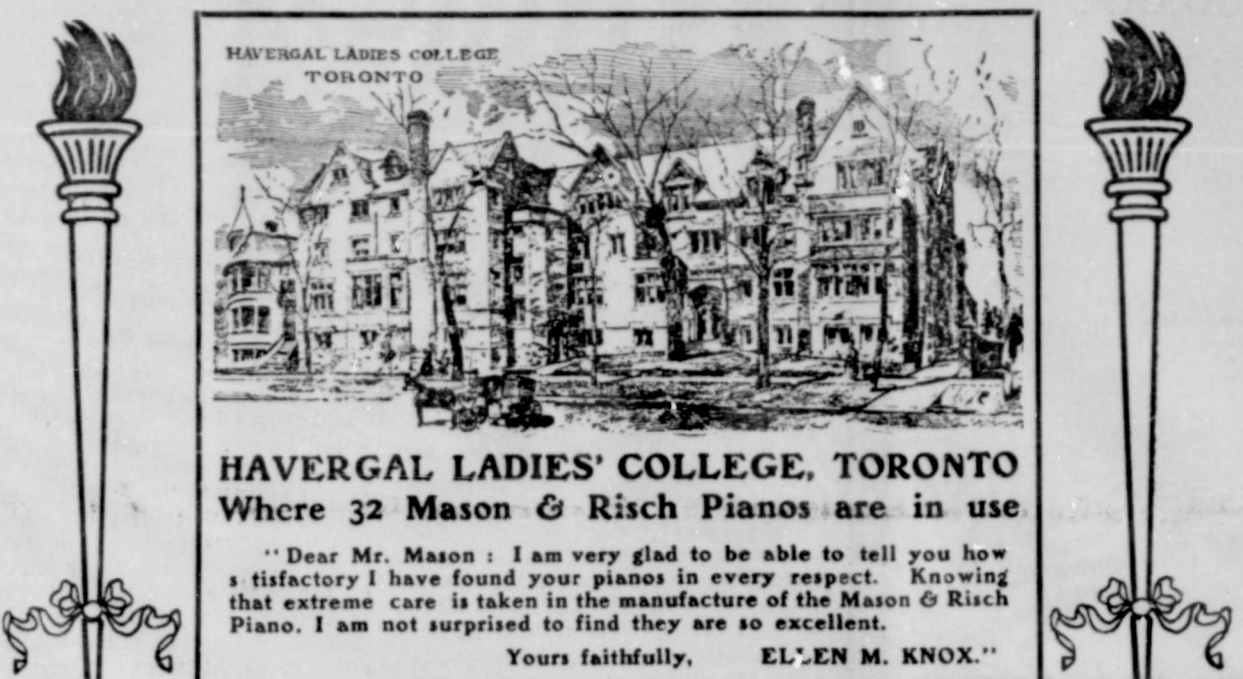 HAVERGAL LADIES COLLEGE
TORONTO
HAVERGAL LADIES' COLLEGE, TORONTO
Where 32 Mason & Risch Pianos are in use
"Dear Mr. Mason : I am very glad to be able to tell you how
s tisfactory I have found your pianos in every respect. Knowing
that extreme care is taken in the manufacture of the Mason & Risch
Piano. I am not surprised to find they are so excellent.
Yours faithfully, ELLEN M. KNOX."